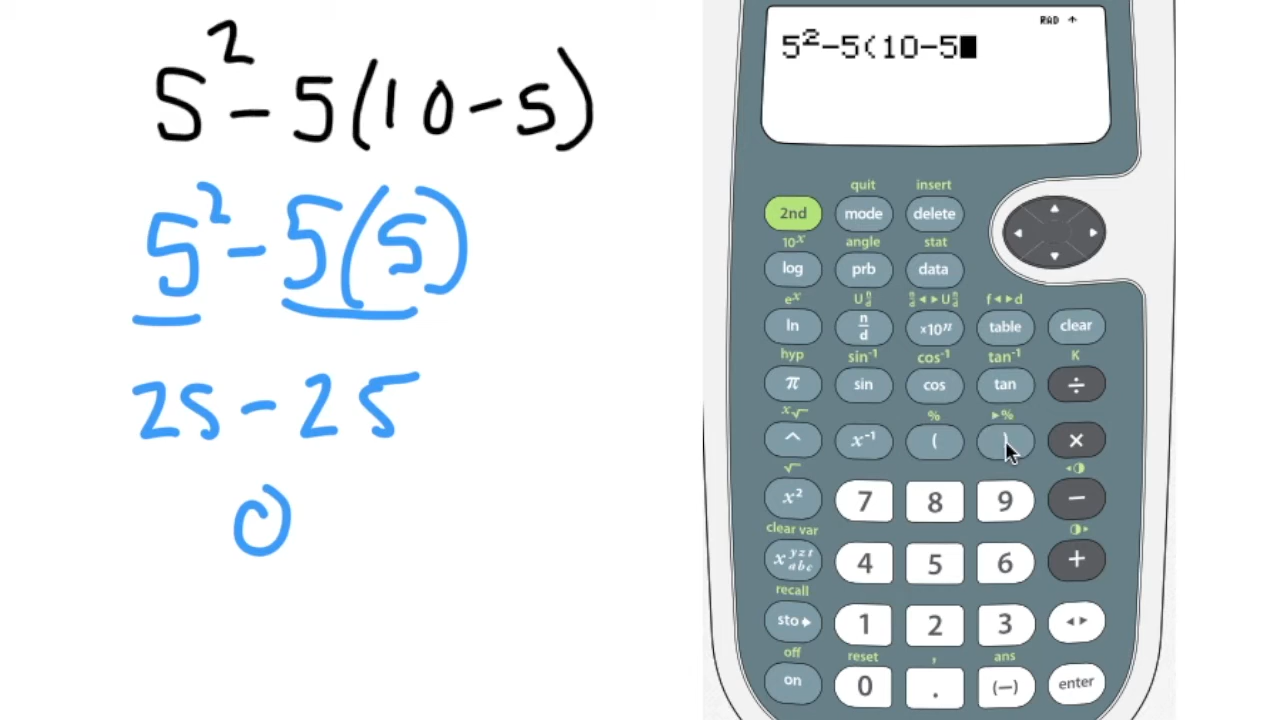 5²-5(10-5)
5²-5(5)
25-25
0
RAD ↑
5²-5(10-5
quit insert
2nd mode delete
10ˣ angle stat
log prb data
eˣ U n/d n/d ◄► U n/d f◄►d
ln n/d ×10ⁿ table clear
hyp sin⁻¹ cos⁻¹ tan⁻¹ K
π sin cos tan ÷
ˣ√ % ►%
^ x⁻¹ ( ) ×
√ ◄◑
x² 7 8 9 −
clear var ◑►
x yzt abc 4 5 6 +
recall
sto► 1 2 3 ◄►
off reset , ans
on 0 . (−) enter